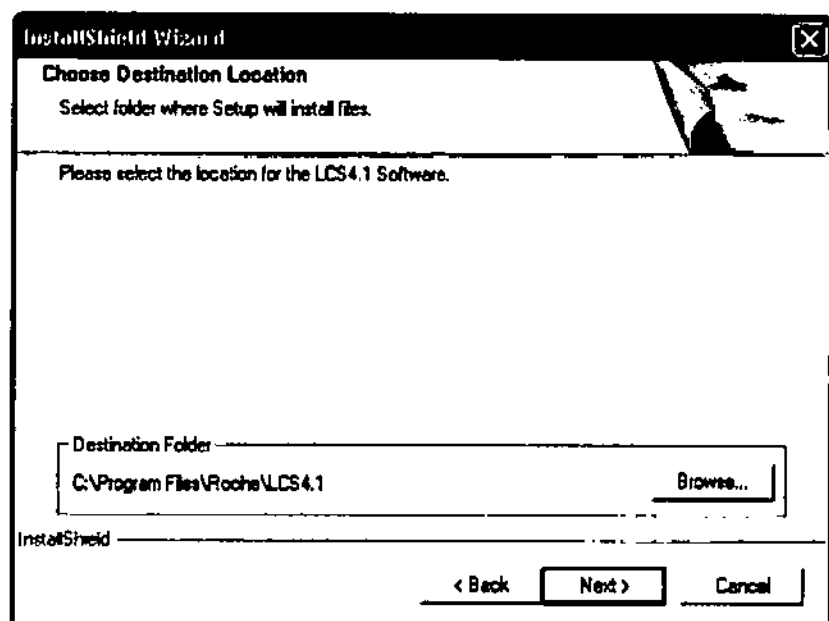 InstallShield Wizard
Choose Destination Location
Select folder where Setup will install files.
Please select the location for the LCS4.1 Software.
Destination Folder
C:\Program Files\Roche\LCS4.1
Browse...
InstallShield
< Back Next > Cancel